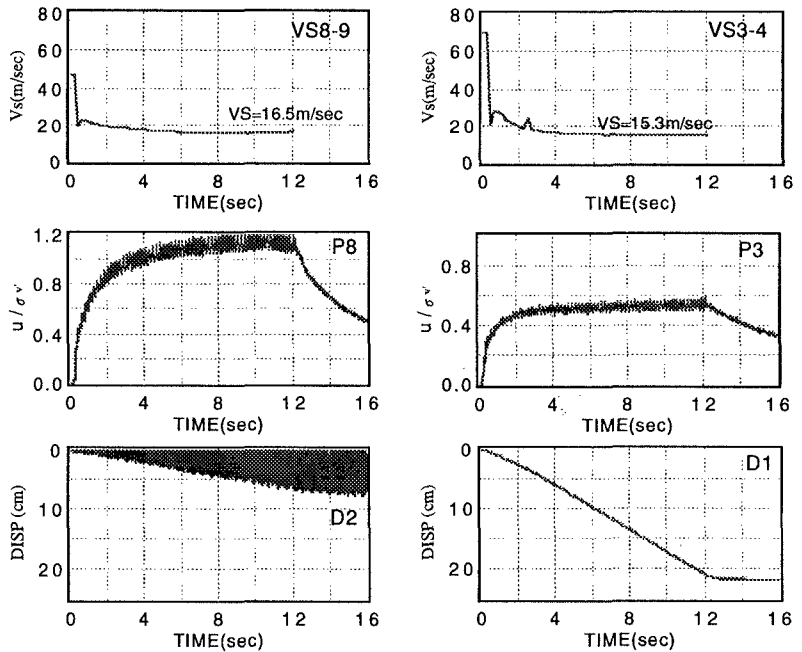 80
60
40
20
0
Vs(m/sec)
VS8-9
VS=16.5m/sec
0 4 8 12 16
TIME(sec)
80
60
40
20
0
Vs(m/sec)
VS3-4
VS=15.3m/sec
0 4 8 12 16
TIME(sec)
1.2
0.8
0.4
0.0
u / σv'
P8
0 4 8 12 16
TIME(sec)
0.8
0.4
0.0
u / σv'
P3
0 4 8 12 16
TIME(sec)
0
10
20
DISP (cm)
D2
0 4 8 12 16
TIME(sec)
0
10
20
DISP (cm)
D1
0 4 8 12 16
TIME(sec)